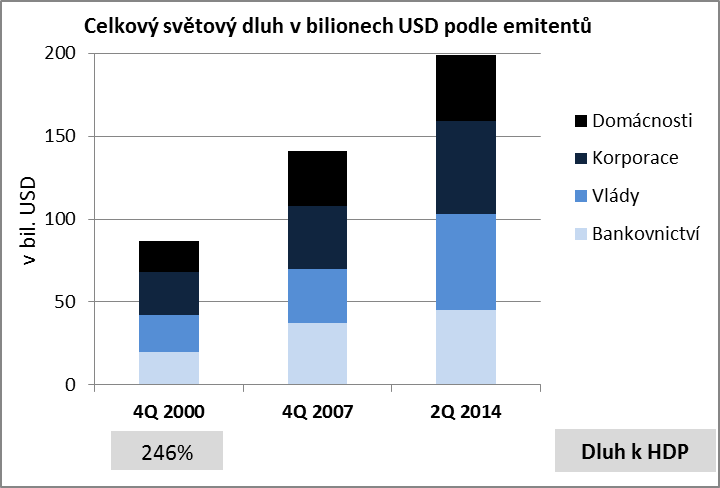 Celkový světový dluh v bilionech USD podle emitentů
v bil. USD
200
150
100
50
0
4Q 2000
4Q 2007
2Q 2014
Domácnosti
Korporace
Vlády
Bankovnictví
246%
Dluh k HDP